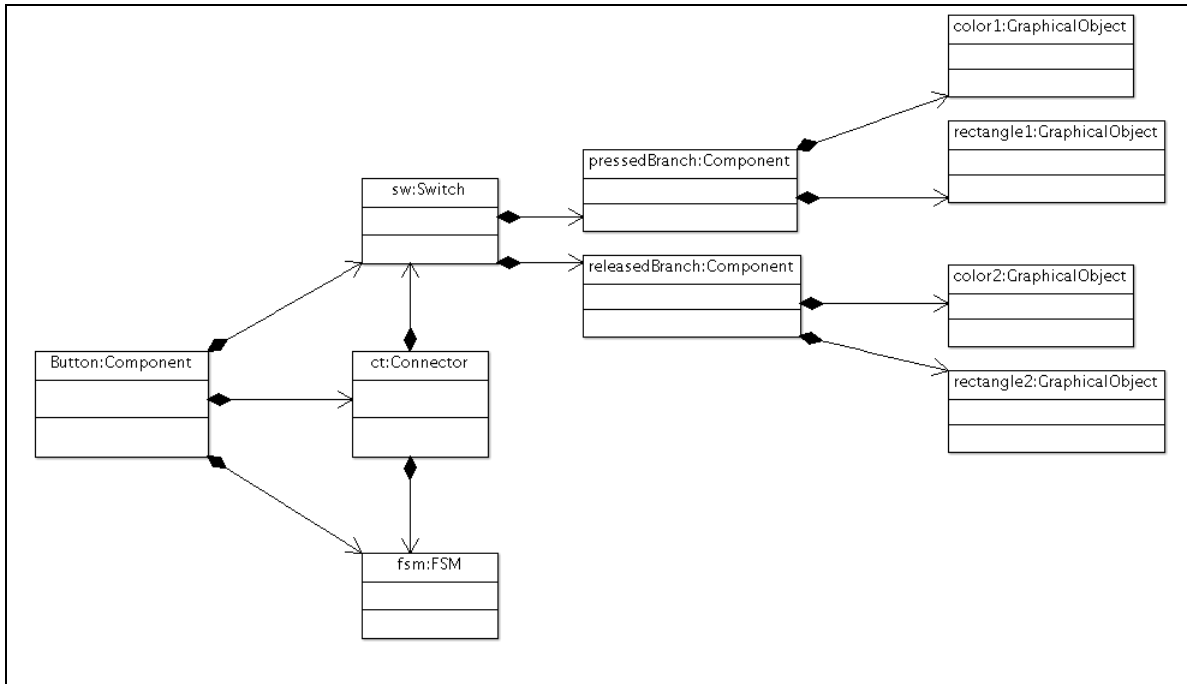 color1:GraphicalObject
rectangle1:GraphicalObject
pressedBranch:Component
sw:Switch
releasedBranch:Component
color2:GraphicalObject
Button:Component
ct:Connector
rectangle2:GraphicalObject
fsm:FSM